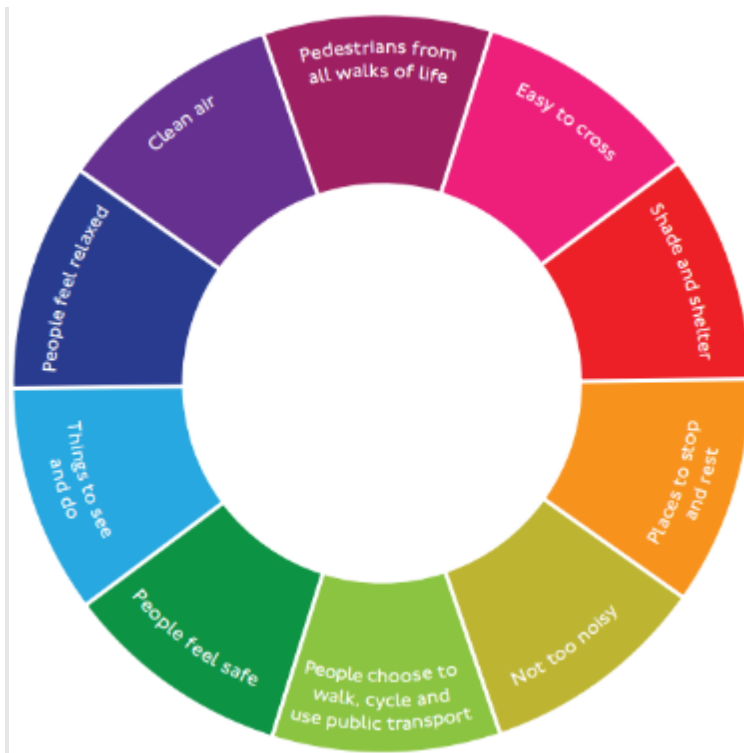 Pedestrians from
all walks of life
Easy to cross
Shade and shelter
Places to stop
and rest
Not too noisy
People choose to
walk, cycle and
use public transport
People feel safe
Things to see
and do
People feel relaxed
Clean air